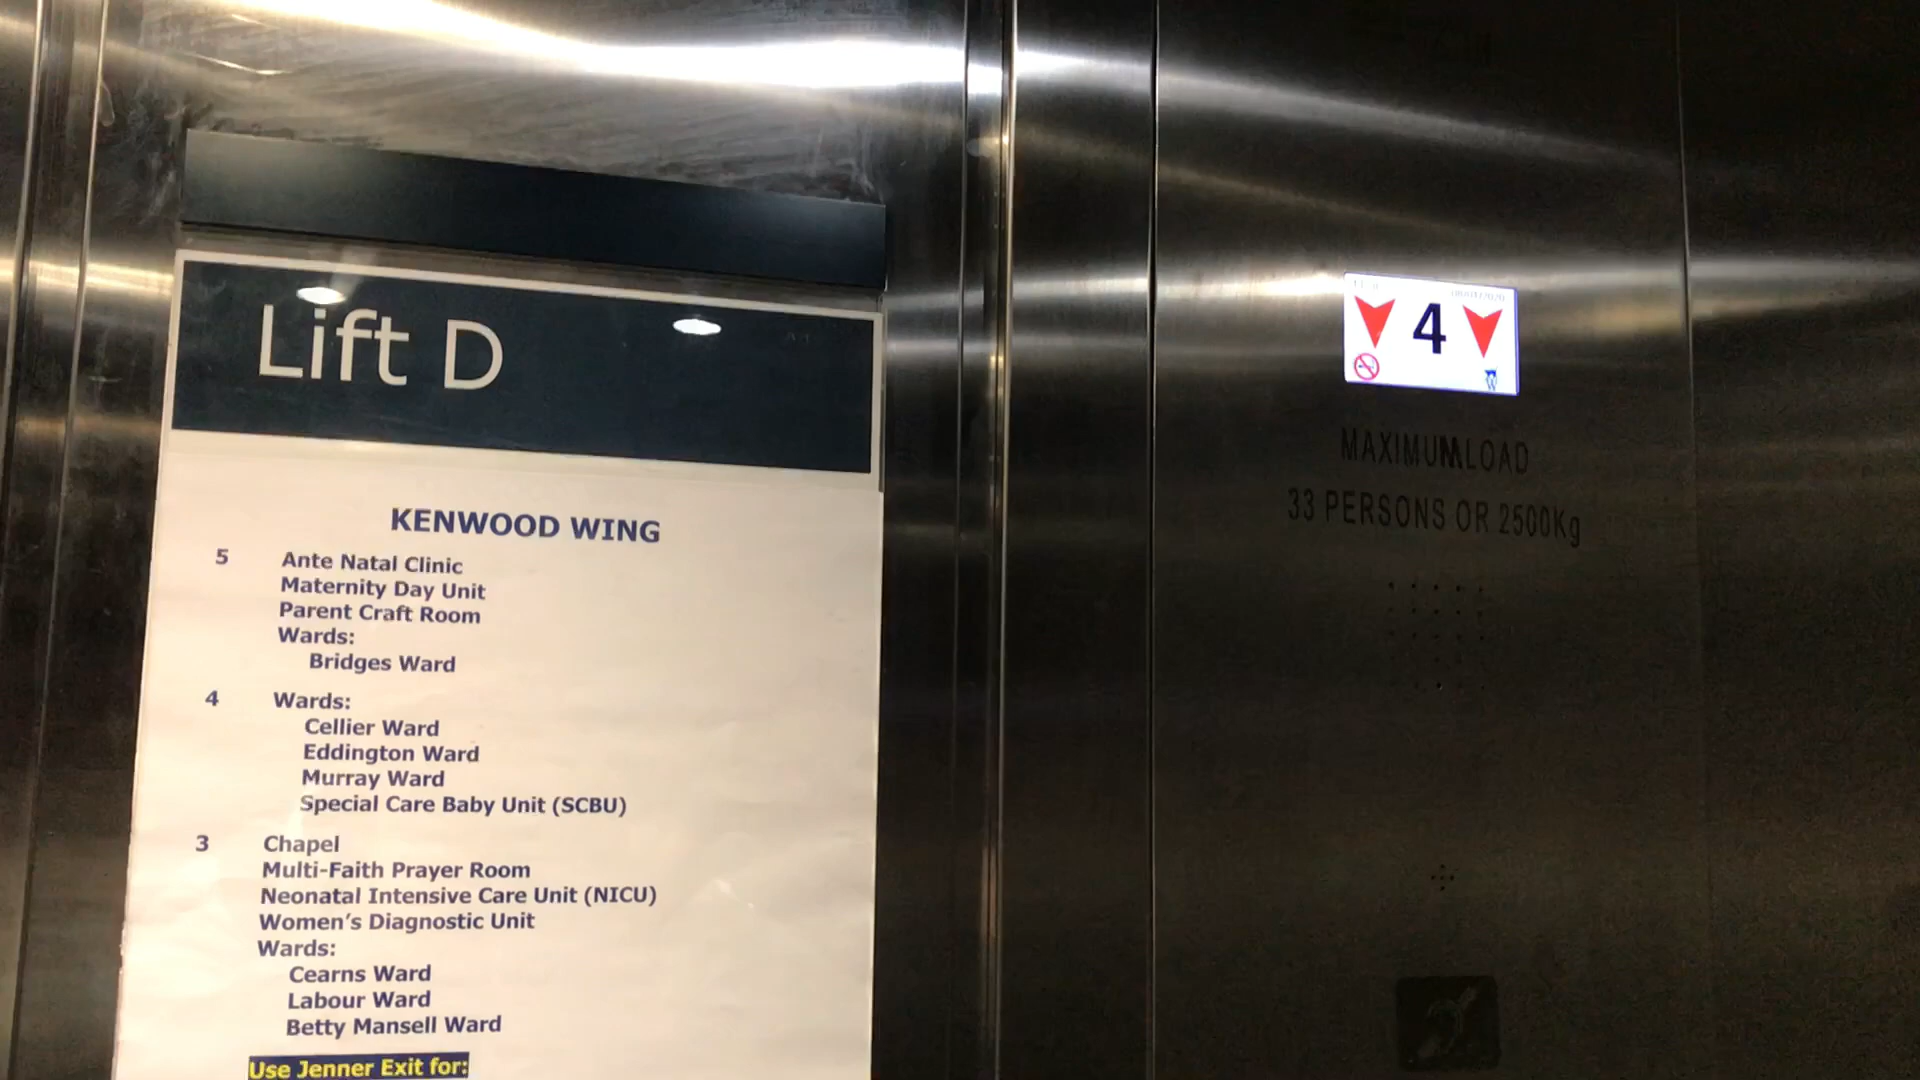 Lift D
KENWOOD WING
5 Ante Natal Clinic
Maternity Day Unit
Parent Craft Room
Wards:
Bridges Ward
4 Wards:
Cellier Ward
Eddington Ward
Murray Ward
Special Care Baby Unit (SCBU)
3 Chapel
Multi-Faith Prayer Room
Neonatal Intensive Care Unit (NICU)
Women's Diagnostic Unit
Wards:
Cearns Ward
Labour Ward
Betty Mansell Ward
Use Jenner Exit for:
4
MAXIMUM LOAD
33 PERSONS OR 2500Kg